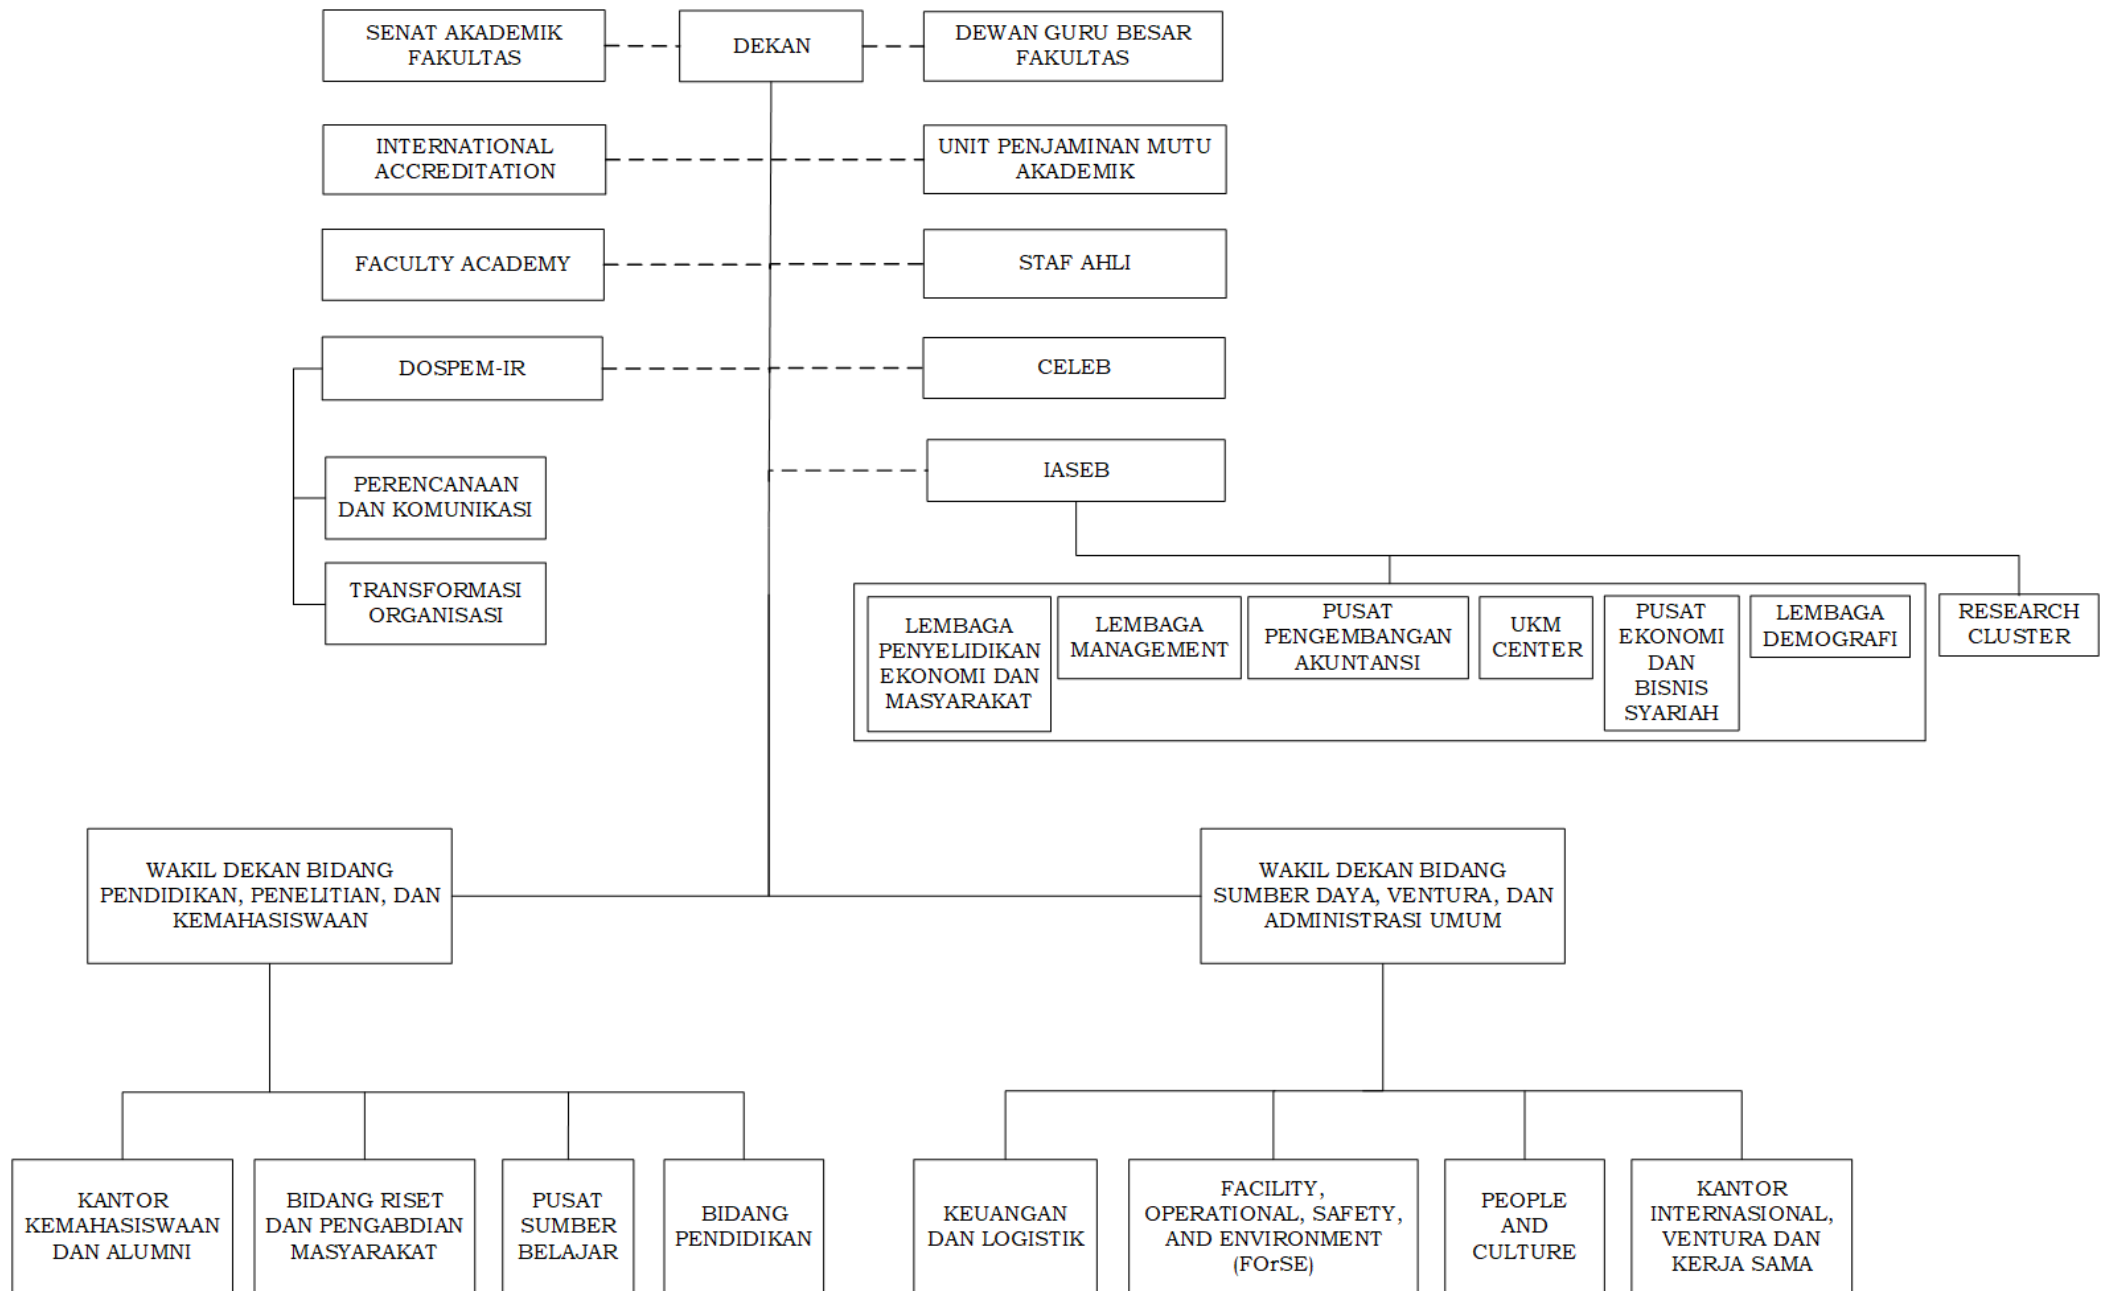 SENAT AKADEMIK
FAKULTAS
DEKAN
DEWAN GURU BESAR
FAKULTAS
INTERNATIONAL
ACCREDITATION
UNIT PENJAMINAN MUTU
AKADEMIK
FACULTY ACADEMY
STAF AHLI
DOSPEM-IR
CELEB
PERENCANAAN
DAN KOMUNIKASI
IASEB
TRANSFORMASI
ORGANISASI
LEMBAGA
PENYELIDIKAN
EKONOMI DAN
MASYARAKAT
LEMBAGA
MANAGEMENT
PUSAT
PENGEMBANGAN
AKUNTANSI
UKM
CENTER
PUSAT
EKONOMI
DAN
BISNIS
SYARIAH
LEMBAGA
DEMOGRAFI
RESEARCH
CLUSTER
WAKIL DEKAN BIDANG
PENDIDIKAN, PENELITIAN, DAN
KEMAHASISWAAN
WAKIL DEKAN BIDANG
SUMBER DAYA, VENTURA, DAN
ADMINISTRASI UMUM
KANTOR
KEMAHASISWAAN
DAN ALUMNI
BIDANG RISET
DAN PENGABDIAN
MASYARAKAT
PUSAT
SUMBER
BELAJAR
BIDANG
PENDIDIKAN
KEUANGAN
DAN LOGISTIK
FACILITY,
OPERATIONAL, SAFETY,
AND ENVIRONMENT
(FOrSE)
PEOPLE
AND
CULTURE
KANTOR
INTERNASIONAL,
VENTURA DAN
KERJA SAMA